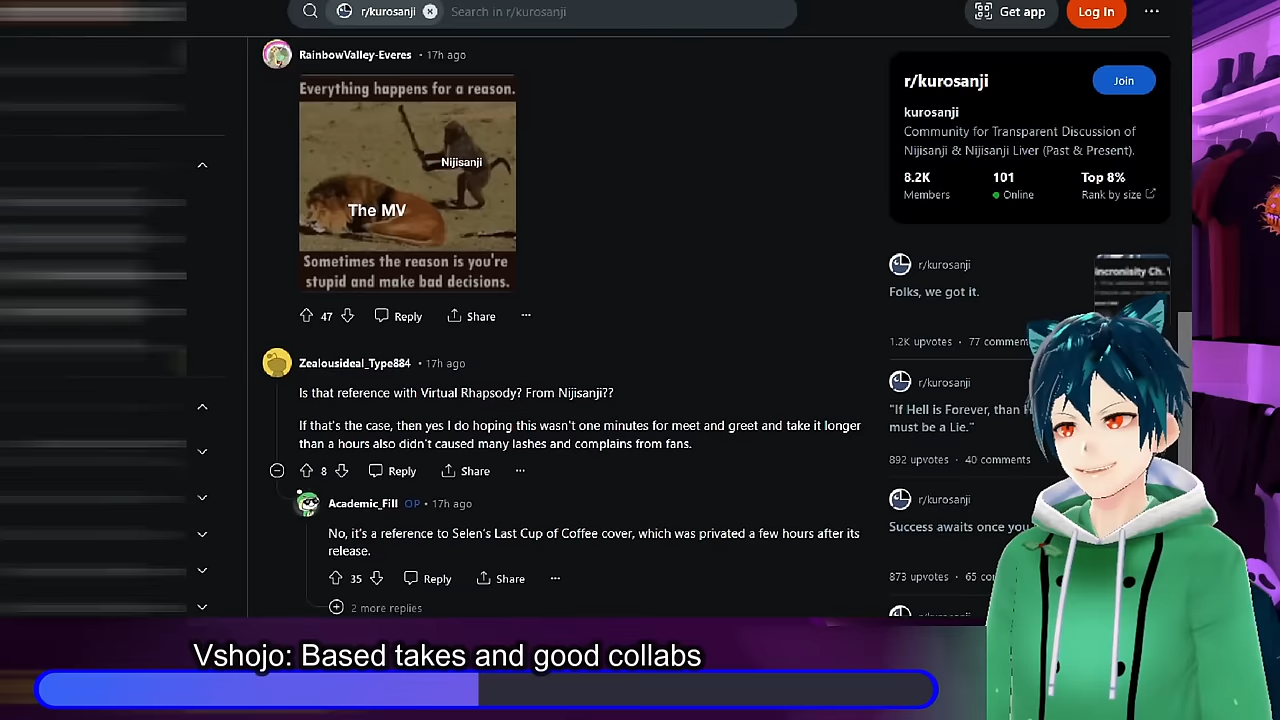 r/kurosanji
Search in r/kurosanji
Get app
Log In
RainbowValley-Everes • 17h ago
Everything happens for a reason.
Nijisanji
The MV
Sometimes the reason is you're
stupid and make bad decisions.
47
Reply
Share
Zealousideal_Type884 • 17h ago
Is that reference with Virtual Rhapsody? From Nijisanji??
If that's the case, then yes I do hoping this wasn't one minutes for meet and greet and take it longer
than a hours also didn't caused many lashes and complains from fans.
8
Reply
Share
Academic_Fill OP • 17h ago
No, it's a reference to Selen's Last Cup of Coffee cover, which was privated a few hours after its
release.
35
Reply
Share
2 more replies
r/kurosanji
Join
kurosanji
Community for Transparent Discussion of
Nijisanji & Nijisanji Liver (Past & Present).
8.2K
101
Top 8%
Members
Online
Rank by size
r/kurosanji
Folks, we got it.
1.2K upvotes • 77 comment
r/kurosanji
"If Hell is Forever, than
must be a Lie."
892 upvotes • 40 comments
r/kurosanji
Success awaits once you
873 upvotes • 65 co
Vshojo: Based takes and good collabs